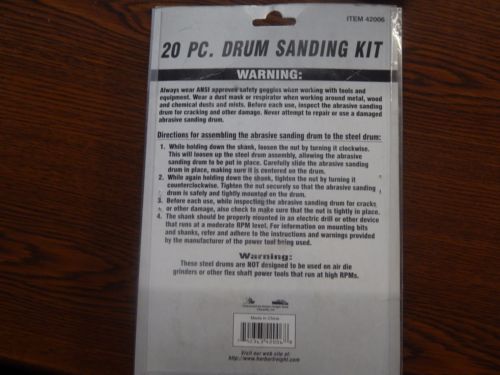 ITEM 42006
20 PC. DRUM SANDING KIT
WARNING:
Always wear ANSI approved safety goggles when working with tools and
equipment. Wear a dust mask or respirator when working around metal, wood
and chemical dusts and mists. Before each use, inspect the abrasive sanding
drum for cracking and other damage. Never attempt to repair or use a damaged
abrasive sanding drum.
Directions for assembling the abrasive sanding drum to the steel drum:
1. While holding down the shank, loosen the nut by turning it clockwise.
This will loosen up the steel drum assembly, allowing the abrasive
sanding drum to be put in place. Carefully slide the abrasive sanding
drum in place, making sure it is centered on the drum.
2. While again holding down the shank, tighten the nut by turning it
counterclockwise. Tighten the nut securely so that the abrasive sanding
drum is safely and tightly mounted on the drum.
3. Before each use, while inspecting the abrasive sanding drum for cracks
or other damage, also check to make sure that the nut is tightly in place.
4. The shank should be properly mounted in an electric drill or other device
that runs at a moderate RPM level. For information on mounting bits
and shanks, refer and adhere to the instructions and warnings provided
by the manufacturer of the power tool being used.
Warning:
These steel drums are NOT designed to be used on air die
grinders or other flex shaft power tools that run at high RPMs.
Made in China
Visit our web site at:
http://www.harborfreight.com